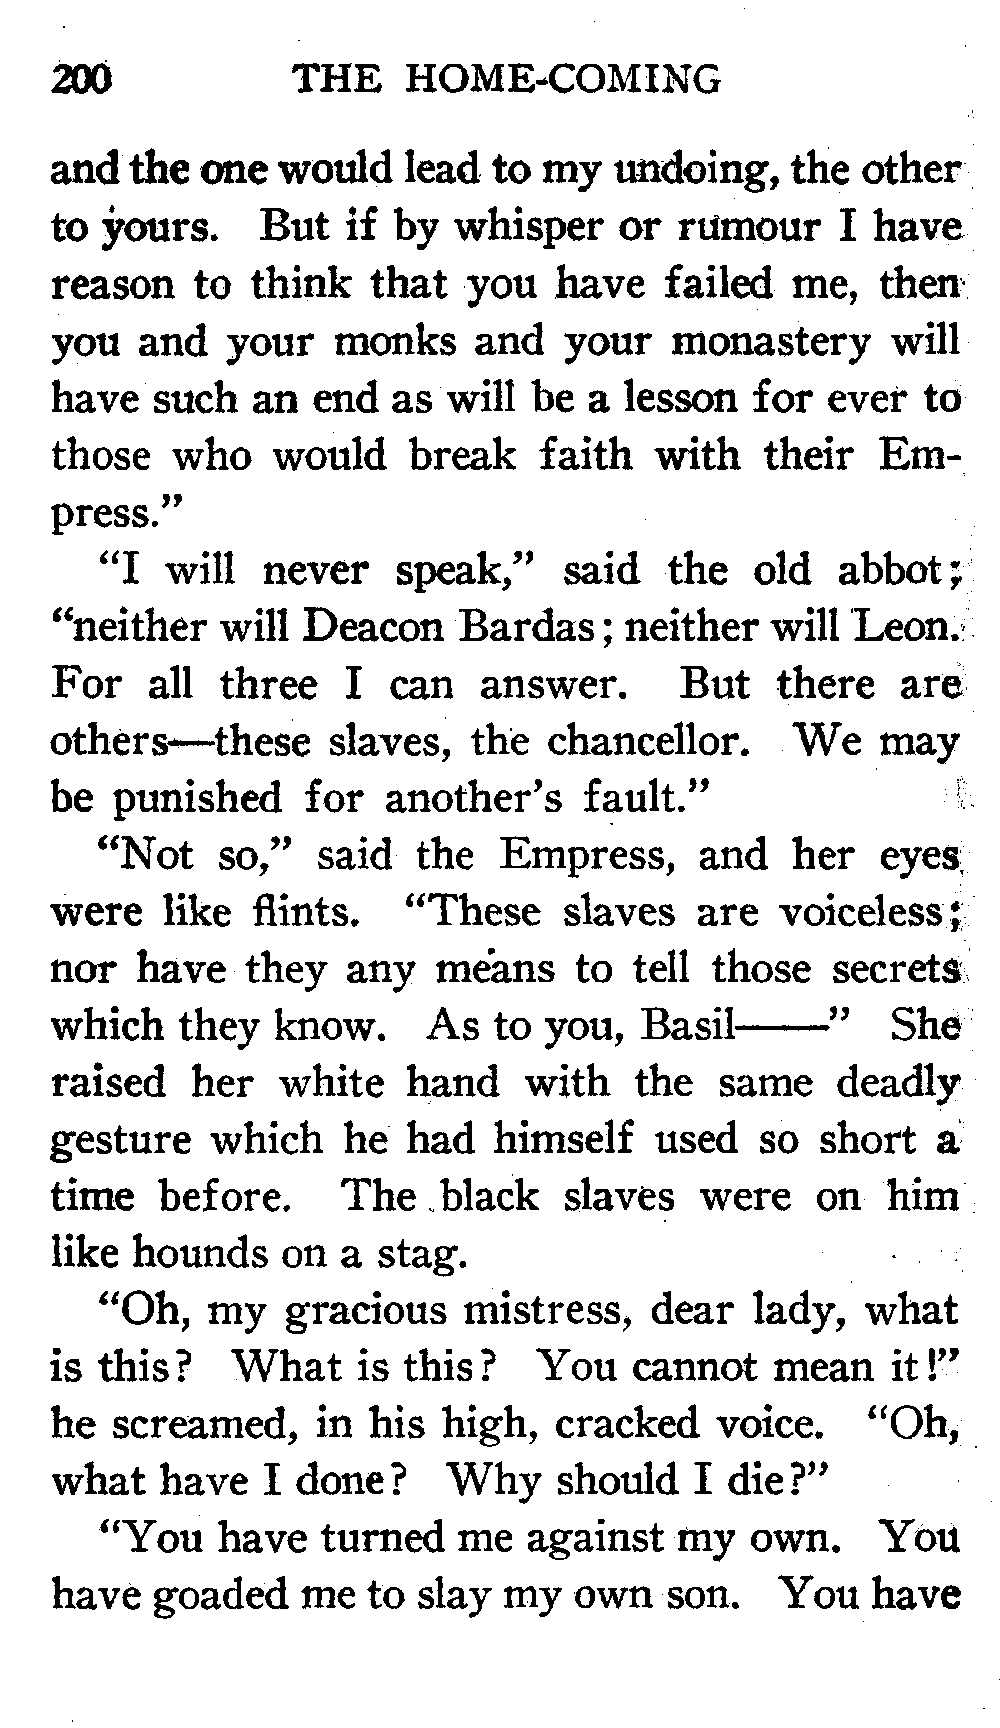 200 THE HOME-COMING
and the one would lead to my undoing, the other
to yours. But if by whisper or rumour I have
reason to think that you have failed me, then
you and your monks and your monastery will
have such an end as will be a lesson for ever to
those who would break faith with their Em-
press."
"I will never speak," said the old abbot;
"neither will Deacon Bardas; neither will Leon.
For all three I can answer. But there are
others—these slaves, the chancellor. We may
be punished for another's fault."
"Not so," said the Empress, and her eyes
were like flints. "These slaves are voiceless;
nor have they any means to tell those secrets
which they know. As to you, Basil——" She
raised her white hand with the same deadly
gesture which he had himself used so short a
time before. The black slaves were on him
like hounds on a stag.
"Oh, my gracious mistress, dear lady, what
is this? What is this? You cannot mean it!"
he screamed, in his high, cracked voice. "Oh,
what have I done? Why should I die?"
"You have turned me against my own. You
have goaded me to slay my own son. You have